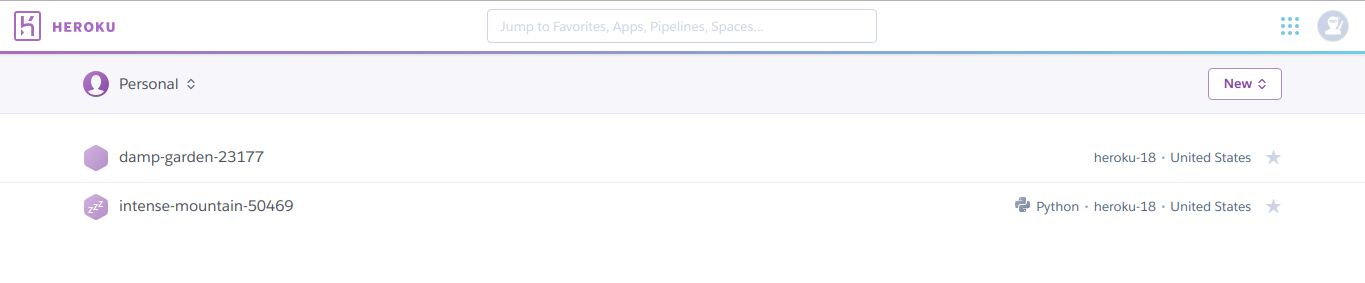 HEROKU
Jump to Favorites, Apps, Pipelines, Spaces...
Personal
New
damp-garden-23177
heroku-18 • United States
zzz
intense-mountain-50469
Python • heroku-18 • United States